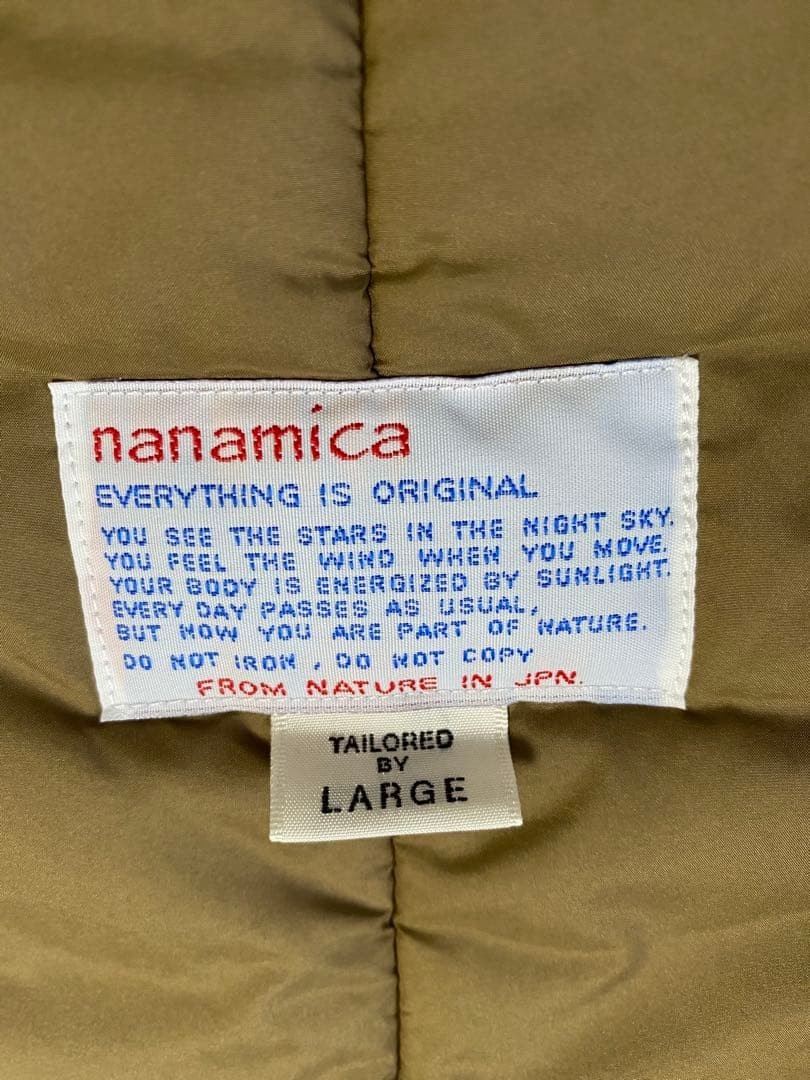 nanamica
EVERYTHING IS ORIGINAL
YOU SEE THE STARS IN THE NIGHT SKY.
YOU FEEL THE WIND WHEN YOU MOVE.
YOUR BODY IS ENERGIZED BY SUNLIGHT.
EVERY DAY PASSES AS USUAL,
BUT NOW YOU ARE PART OF NATURE.
DO NOT IRON , DO NOT COPY
FROM NATURE IN JPN.
TAILORED
BY
LARGE